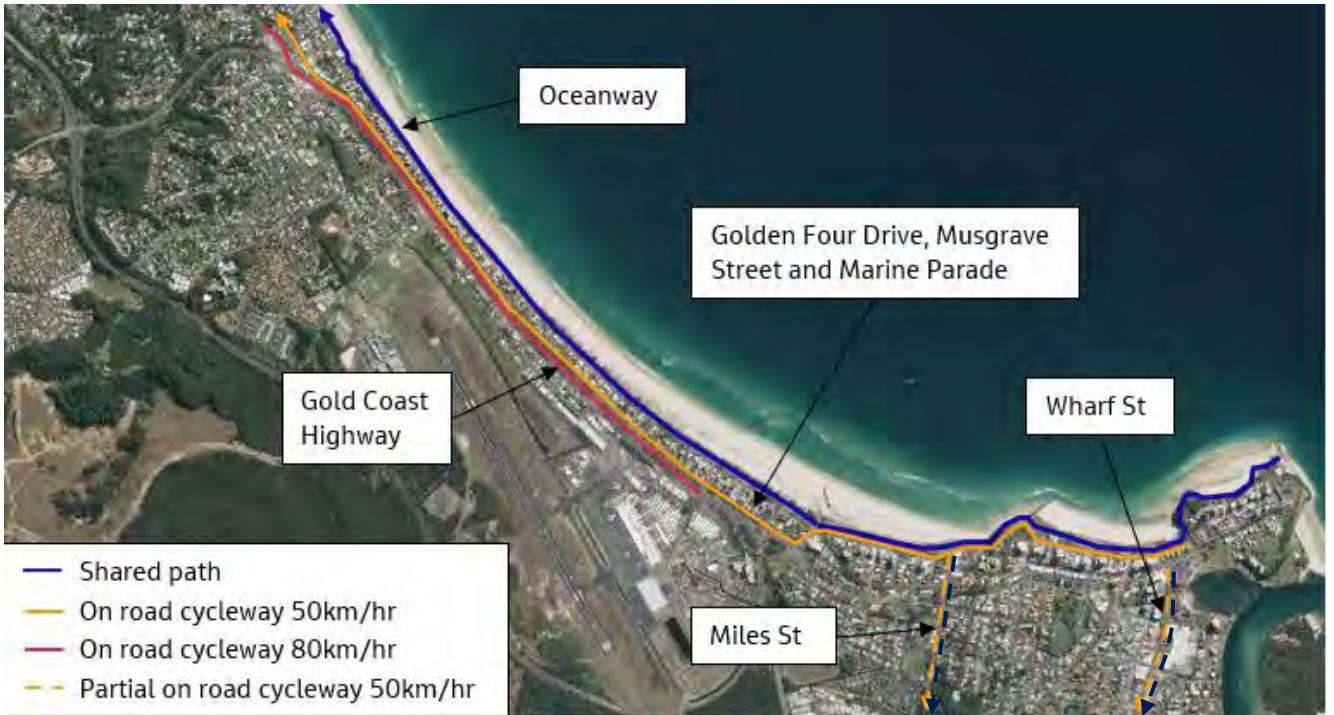 Oceanway
Golden Four Drive, Musgrave
Street and Marine Parade
Gold Coast
Highway
Wharf St
Miles St
Shared path
On road cycleway 50km/hr
On road cycleway 80km/hr
Partial on road cycleway 50km/hr